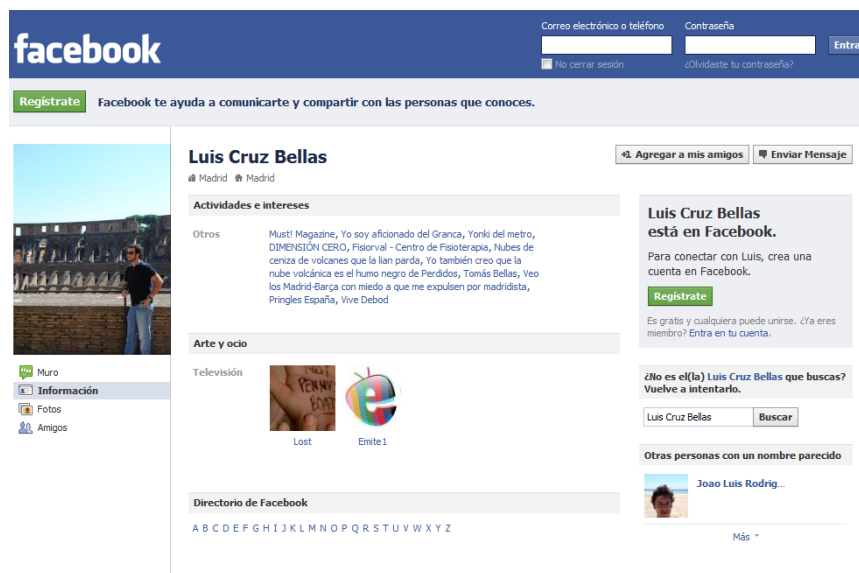 facebook
Correo electrónico o teléfono
Contraseña
Entra
No cerrar sesión
¿Olvidaste tu contraseña?
Regístrate
Facebook te ayuda a comunicarte y compartir con las personas que conoces.
Luis Cruz Bellas
Madrid Madrid
+1 Agregar a mis amigos
Enviar Mensaje
Muro
Información
Fotos
Amigos
Actividades e intereses
Otros
Must! Magazine, Yo soy aficionado del Granca, Yonki del metro,
DIMENSIÓN CERO, Fisiorval - Centro de Fisioterapia, Nubes de
ceniza de volcanes que la lian parda, Yo también creo que la
nube volcánica es el humo negro de Perdidos, Tomás Bellas, Veo
los Madrid-Barça con miedo a que me expulsen por madridista,
Pringles España, Vive Debod
Arte y ocio
Televisión
NOT
PENNY'S
BOAT
Lost
e
Emite1
Directorio de Facebook
A B C D E F G H I J K L M N O P Q R S T U V W X Y Z
Luis Cruz Bellas
está en Facebook.
Para conectar con Luis, crea una
cuenta en Facebook.
Regístrate
Es gratis y cualquiera puede unirse. ¿Ya eres
miembro? Entra en tu cuenta.
¿No es el(la) Luis Cruz Bellas que buscas?
Vuelve a intentarlo.
Luis Cruz Bellas
Buscar
Otras personas con un nombre parecido
Joao Luis Rodrig...
Más